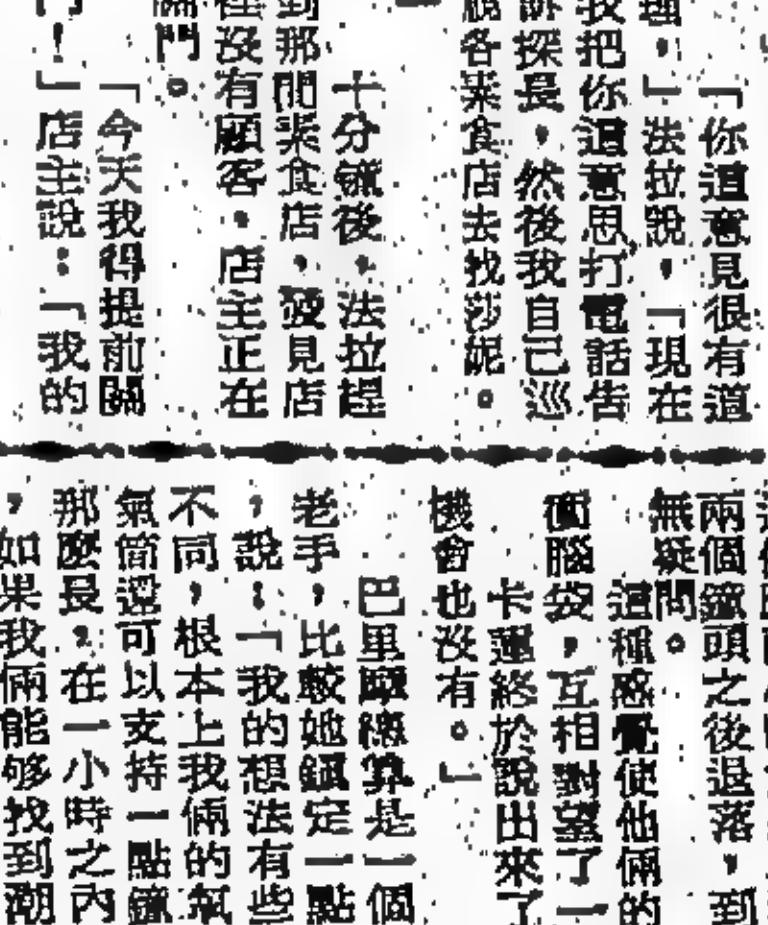 「你這意見很有道
理，」法拉說，「現在
我把你這意思打電話告
訴探長，然後我自己巡
視各素食店去找莎妮。
十分鐘後，法拉趕
到那間素食店，發見店
裡沒有顧客。店主正在
關門。
「今天我得提前關
門！」店主說：「我的
兩個鐘頭之後退落，到
無疑問。
這種感覺使他倆的
個腦袋，互相對望了一
卡蓮終於說出來了
機會也沒有。」
巴里頓總算是一個
老手，比較她鎮定一點
，說：「我的想法有些
不同，根本上我倆的氧
氣筒還可以支持一點鐘
那麼長。在一小時之內
，如果我倆能够找到潮